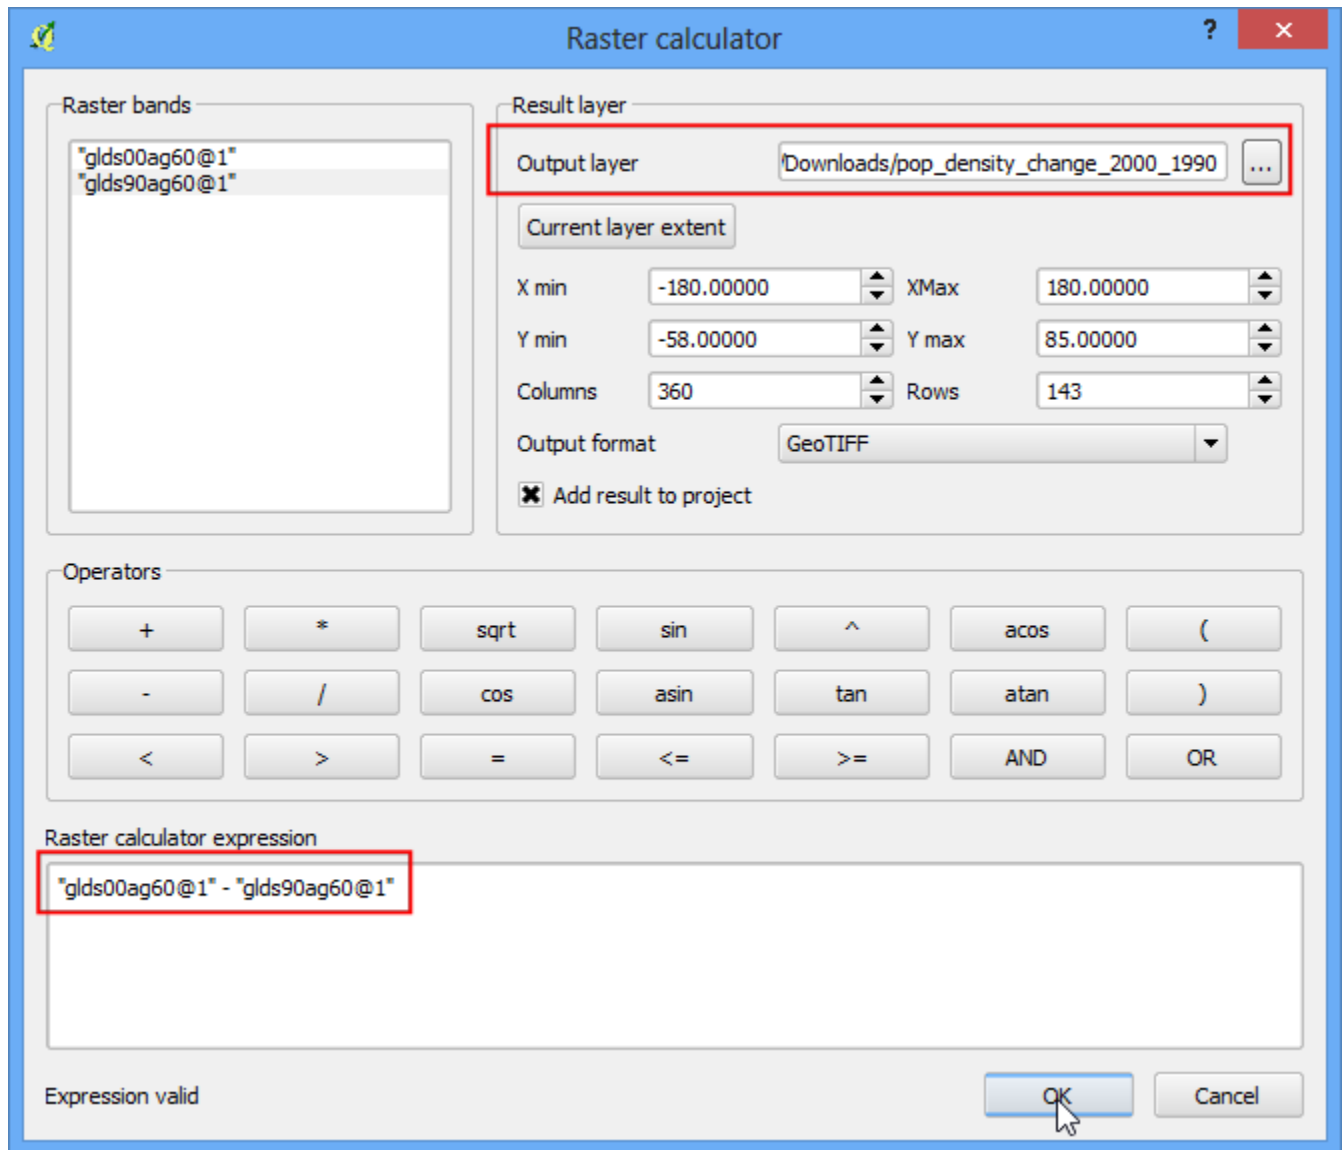 Raster calculator
?
Raster bands
"glds00ag60@1"
"glds90ag60@1"
Result layer
Output layer /Downloads/pop_density_change_2000_1990 ...
Current layer extent
X min -180.00000 XMax 180.00000
Y min -58.00000 Y max 85.00000
Columns 360 Rows 143
Output format GeoTIFF
Add result to project
Operators
+ * sqrt sin ^ acos (
- / cos asin tan atan )
< > = <= >= AND OR
Raster calculator expression
"glds00ag60@1" - "glds90ag60@1"
Expression valid OK Cancel